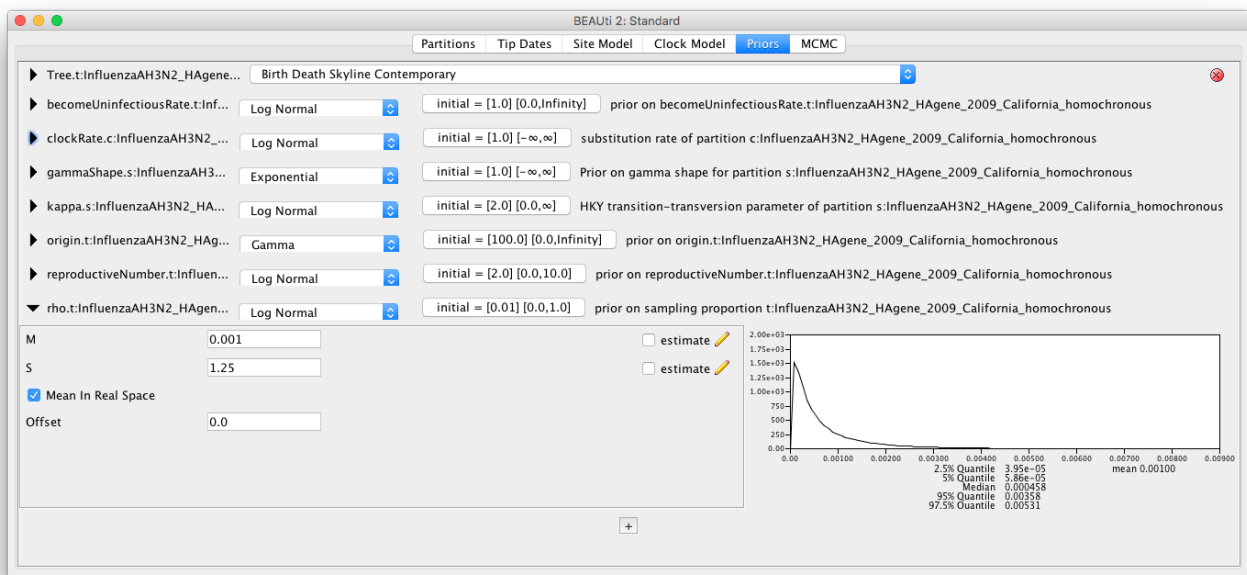 BEAUti 2: Standard
Partitions Tip Dates Site Model Clock Model Priors MCMC
Tree.t:InfluenzaAH3N2_HAgene... Birth Death Skyline Contemporary
becomeUninfectiousRate.t:Inf... Log Normal initial = [1.0] [0.0,Infinity] prior on becomeUninfectiousRate.t:InfluenzaAH3N2_HAgene_2009_California_homochronous
clockRate.c:InfluenzaAH3N2_... Log Normal initial = [1.0] [-∞,∞] substitution rate of partition c:InfluenzaAH3N2_HAgene_2009_California_homochronous
gammaShape.s:InfluenzaAH3... Exponential initial = [1.0] [-∞,∞] Prior on gamma shape for partition s:InfluenzaAH3N2_HAgene_2009_California_homochronous
kappa.s:InfluenzaAH3N2_HA... Log Normal initial = [2.0] [0.0,∞] HKY transition-transversion parameter of partition s:InfluenzaAH3N2_HAgene_2009_California_homochronous
origin.t:InfluenzaAH3N2_HAg... Gamma initial = [100.0] [0.0,Infinity] prior on origin.t:InfluenzaAH3N2_HAgene_2009_California_homochronous
reproductiveNumber.t:Influen... Log Normal initial = [2.0] [0.0,10.0] prior on reproductiveNumber.t:InfluenzaAH3N2_HAgene_2009_California_homochronous
rho.t:InfluenzaAH3N2_HAgen... Log Normal initial = [0.01] [0.0,1.0] prior on sampling proportion t:InfluenzaAH3N2_HAgene_2009_California_homochronous
M 0.001 estimate
S 1.25 estimate
Mean In Real Space
Offset 0.0
2.00e+03
1.75e+03
1.50e+03
1.25e+03
1.00e+03
750
500
250
0.00
0.00 0.00100 0.00200 0.00300 0.00400 0.00500 0.00600 0.00700 0.00800 0.00900
2.5% Quantile 3.95e-05 mean 0.00100
5% Quantile 5.86e-05
Median 0.000458
95% Quantile 0.00358
97.5% Quantile 0.00531
+